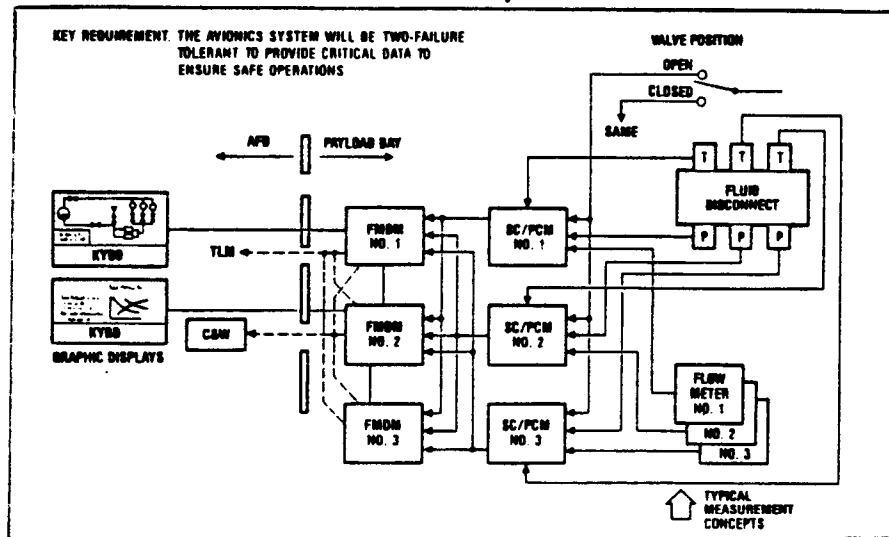 KEY REQUIREMENT. THE AVIONICS SYSTEM WILL BE TWO-FAILURE
TOLERANT TO PROVIDE CRITICAL DATA TO
ENSURE SAFE OPERATIONS
VALVE POSITION
OPEN
CLOSED
SAME
AFD
PAYLOAD BAY
T
T
T
FLUID
DISCONNECT
P
P
P
KYBD
TLM
FMDM
NO. 1
SC/PCM
NO. 1
KYBD
GRAPHIC DISPLAYS
C&W
FMDM
NO. 2
SC/PCM
NO. 2
FMDM
NO. 3
SC/PCM
NO. 3
FLOW
METER
NO. 1
NO. 2
NO. 3
TYPICAL
MEASUREMENT
CONCEPTS